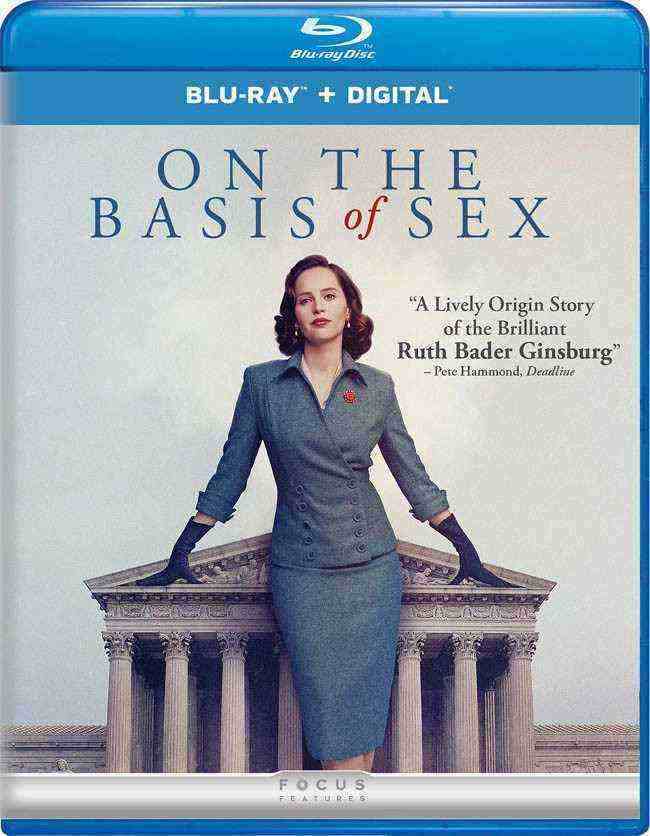 Blu-ray Disc™
BLU-RAY™ + DIGITAL*
ON THE
BASIS of SEX
“A Lively Origin Story
of the Brilliant
Ruth Bader Ginsburg”
– Pete Hammond, Deadline
FOCUS
FEATURES